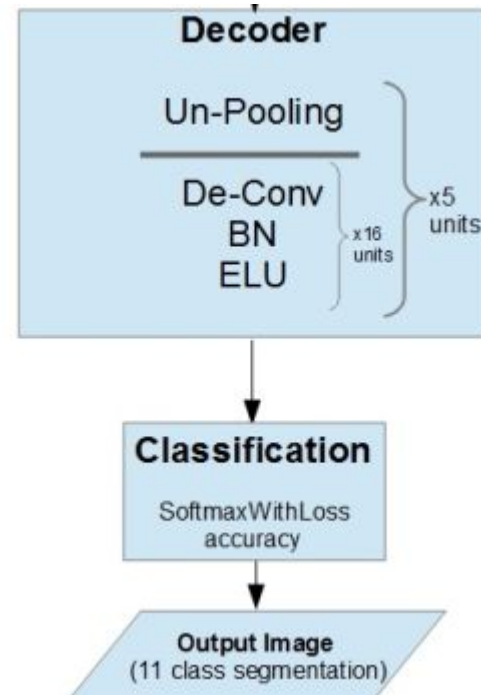 Decoder
Un-Pooling
De-Conv
BN
ELU
x16
units
x5
units
Classification
SoftmaxWithLoss
accuracy
Output Image
(11 class segmentation)